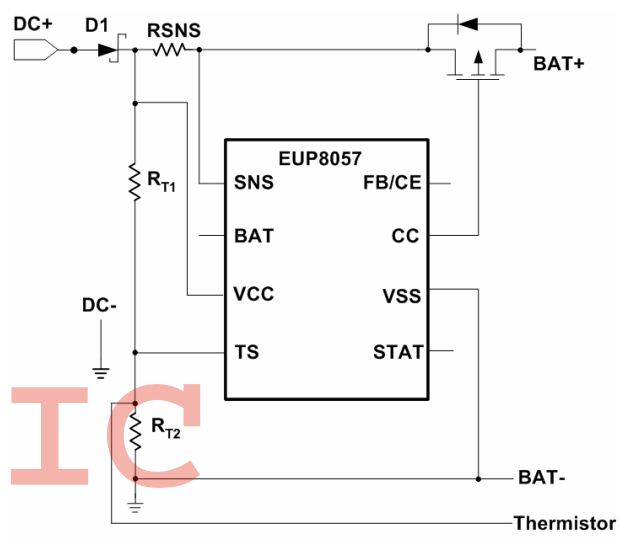 DC+
D1
RSNS
BAT+
EUP8057
SNS
FB/CE
RT1
BAT
CC
VCC
VSS
DC-
TS
STAT
IC
RT2
BAT-
Thermistor